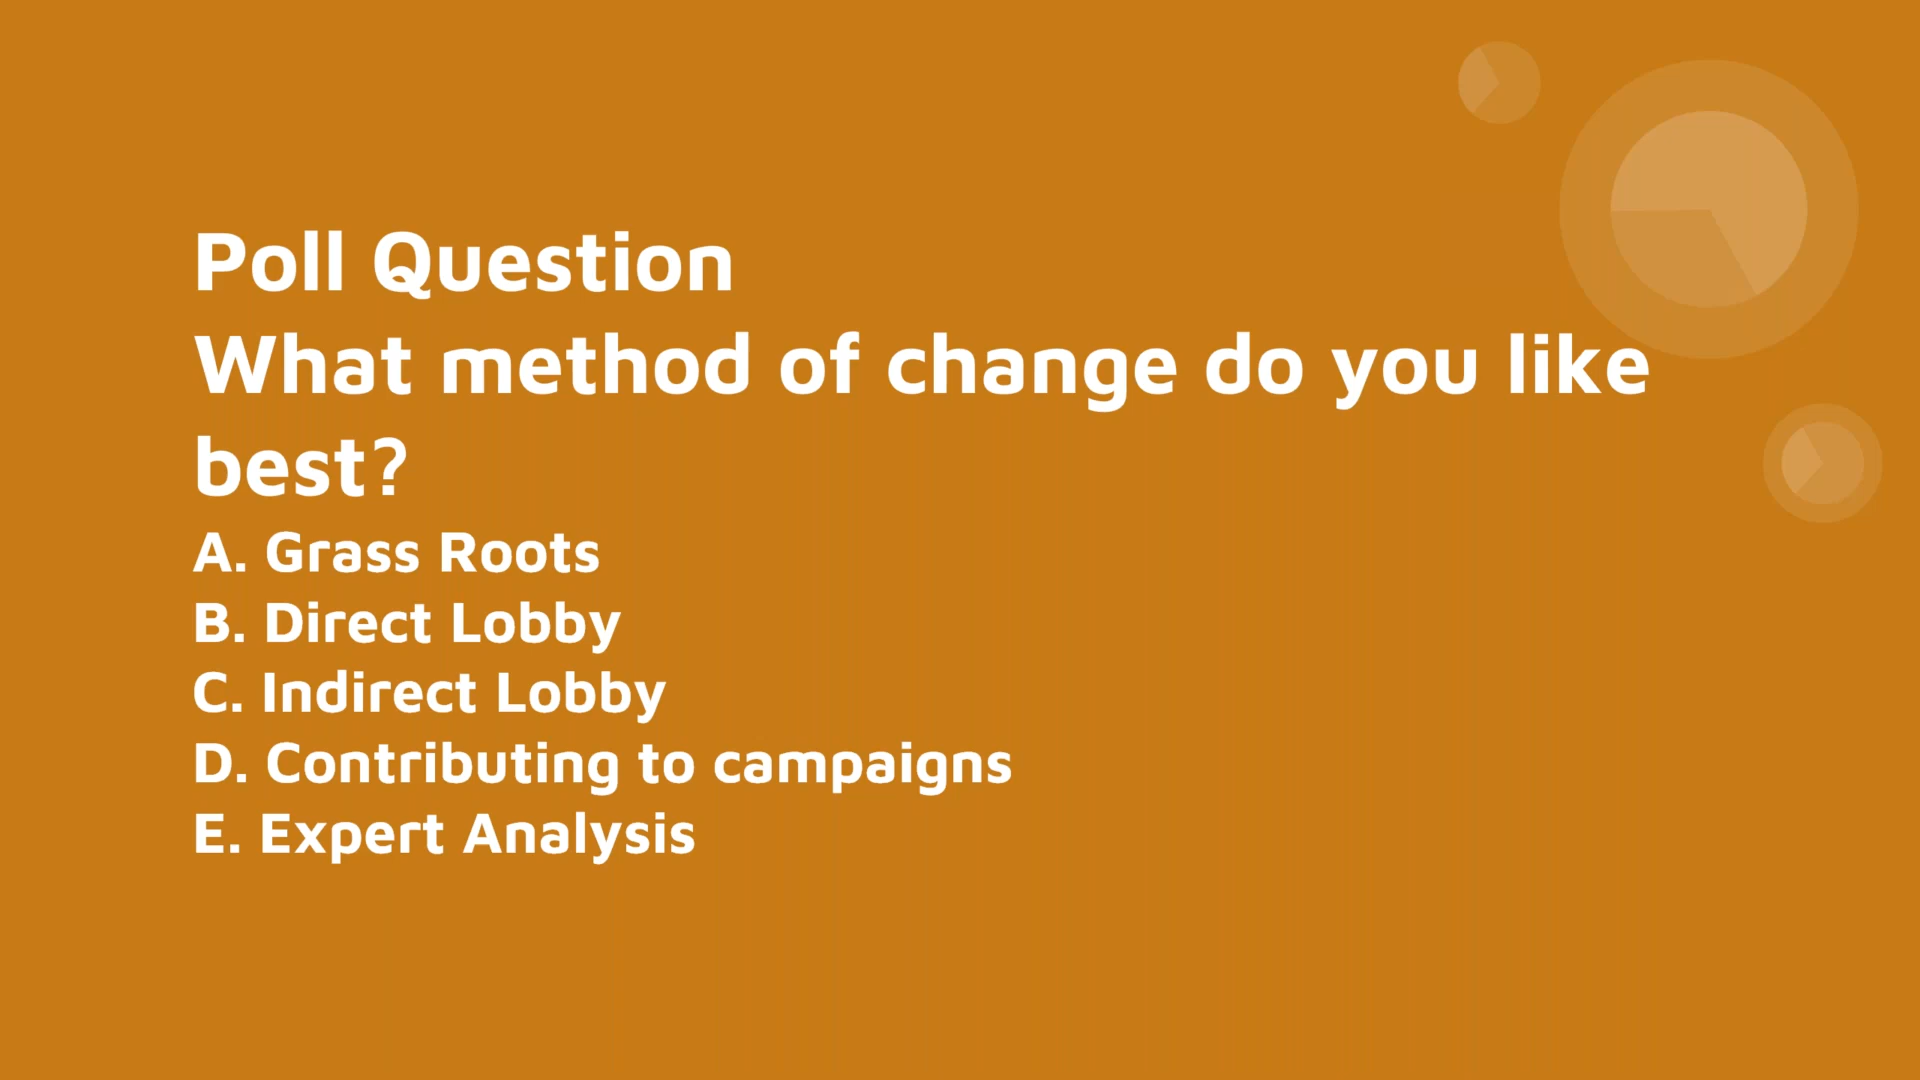 Poll Question
What method of change do you like
best?
A. Grass Roots
B. Direct Lobby
C. Indirect Lobby
D. Contributing to campaigns
E. Expert Analysis